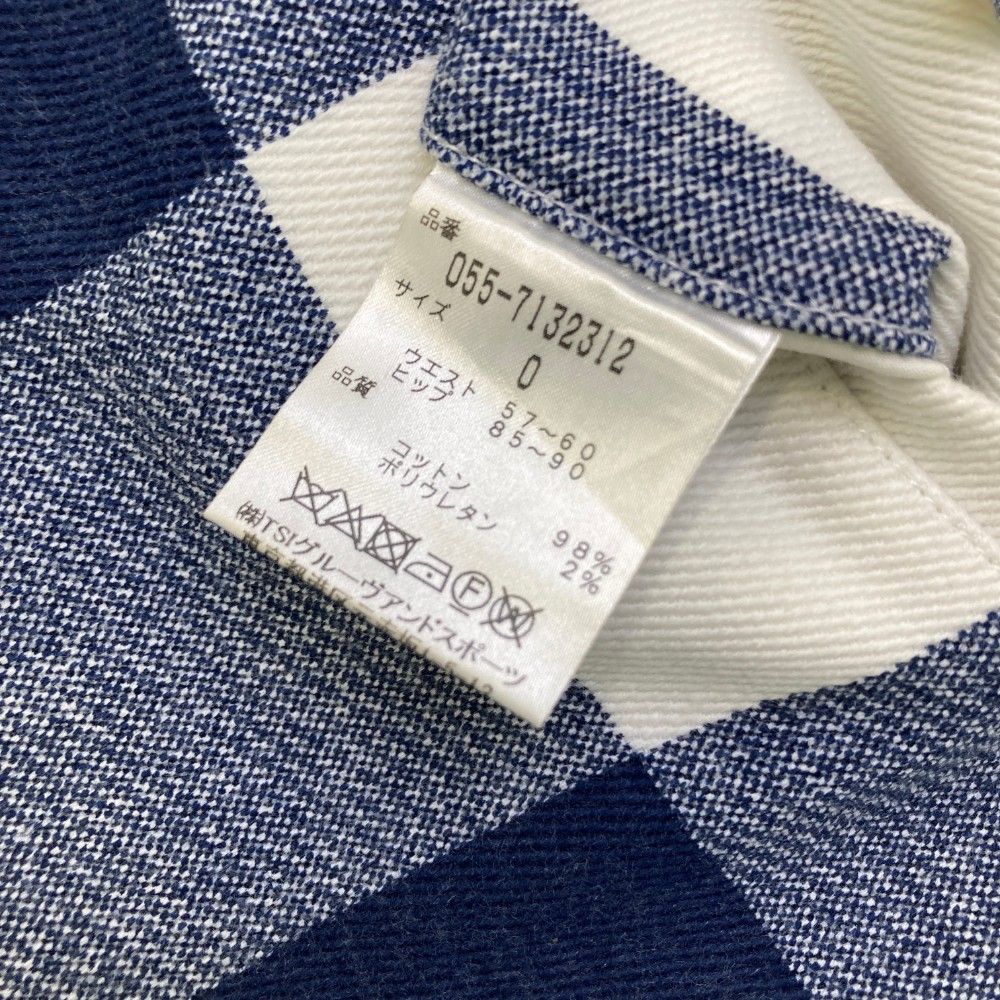 品番
055-7132312
サイズ
0
ウエスト 57~60
ヒップ 85~90
品質
コットン 98%
ポリウレタン 2%
F
㈱TSIグルーヴアンドスポーツ